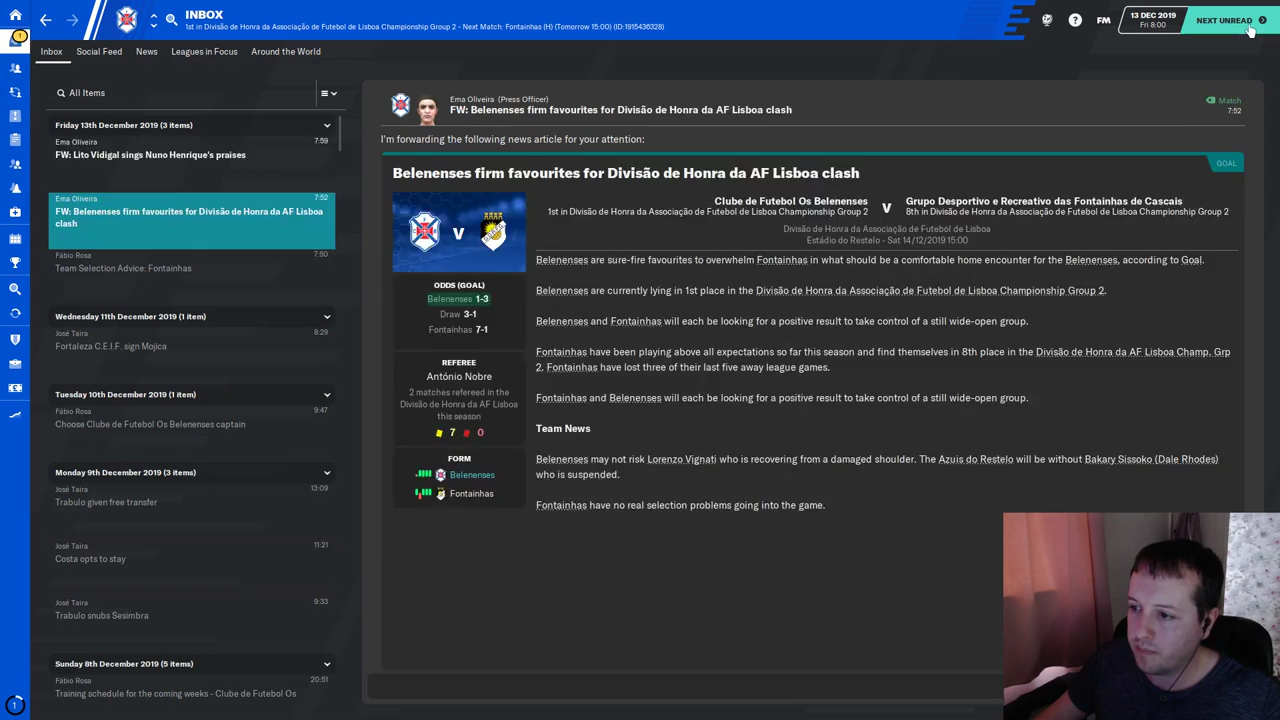 INBOX
1st in Divisão de Honra da Associação de Futebol de Lisboa Championship Group 2 - Next Match: Fontainhas (H) (Tomorrow 15:00) (ID:1915436328)
FM
13 DEC 2019
Fri 8:00
NEXT UNREAD
1
Inbox
Social Feed
News
Leagues in Focus
Around the World
All Items
Friday 13th December 2019 (3 items)
Ema Oliveira
7:59
FW: Lito Vidigal sings Nuno Henrique's praises
Ema Oliveira
7:52
FW: Belenenses firm favourites for Divisão de Honra da AF Lisboa
clash
Fábio Rosa
7:50
Team Selection Advice: Fontainhas
Wednesday 11th December 2019 (1 item)
José Taira
8:29
Fortaleza C.E.I.F. sign Mojica
Tuesday 10th December 2019 (1 item)
Fábio Rosa
9:47
Choose Clube de Futebol Os Belenenses
captain
Monday 9th December 2019 (3 items)
José Taira
13:09
Trabulo given free transfer
José Taira
11:21
Costa opts to stay
José Taira
9:33
Trabulo snubs Sesimbra
Sunday 8th December 2019 (5 items)
Fábio Rosa
20:51
Training schedule for the coming weeks - Clube de Futebol Os
1
Ema Oliveira (Press Officer)
FW: Belenenses firm favourites for Divisão de Honra da AF Lisboa clash
Match
7:52
I'm forwarding the following news article for your attention:
Belenenses firm favourites for Divisão de Honra da AF Lisboa clash
GOAL
V
Clube de Futebol Os Belenenses
1st in Divisão de Honra da Associação de Futebol de Lisboa Championship Group 2
V
Grupo Desportivo e Recreativo das Fontainhas de Cascais
8th in Divisão de Honra da Associação de Futebol de Lisboa Championship Group 2
Divisão de Honra da Associação de Futebol de Lisboa
Estádio do Restelo - Sat 14/12/2019 15:00
ODDS (GOAL)
Belenenses 1-3
Draw 3-1
Fontainhas 7-1
REFEREE
António Nobre
2 matches refereed in the
Divisão de Honra da AF Lisboa
this season
7 0
FORM
Belenenses
Fontainhas
Belenenses are sure-fire favourites to overwhelm Fontainhas in what should be a comfortable home encounter for the Belenenses, according to Goal.
Belenenses are currently lying in 1st place in the Divisão de Honra da Associação de Futebol de Lisboa Championship Group 2.
Belenenses and Fontainhas will each be looking for a positive result to take control of a still wide-open group.
Fontainhas have been playing above all expectations so far this season and find themselves in 8th place in the Divisão de Honra da AF Lisboa Champ. Grp
2. Fontainhas have lost three of their last five away league games.
Fontainhas and Belenenses will each be looking for a positive result to take control of a still wide-open group.
Team News
Belenenses may not risk Lorenzo Vignati who is recovering from a damaged shoulder. The Azuis do Restelo will be without Bakary Sissoko (Dale Rhodes)
who is suspended.
Fontainhas have no real selection problems going into the game.